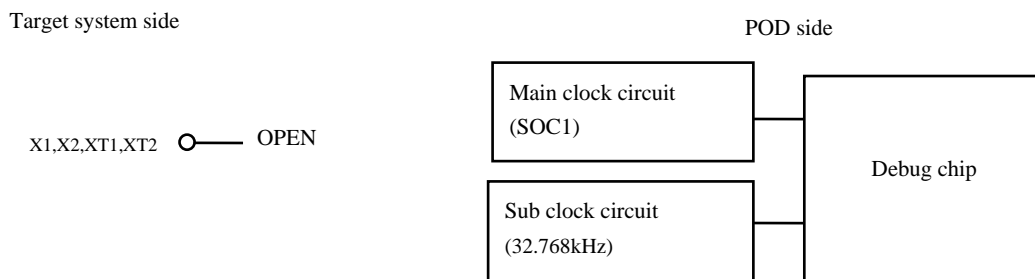 Target system side
POD side
Main clock circuit
(SOC1)
X1,X2,XT1,XT2
OPEN
Debug chip
Sub clock circuit
(32.768kHz)